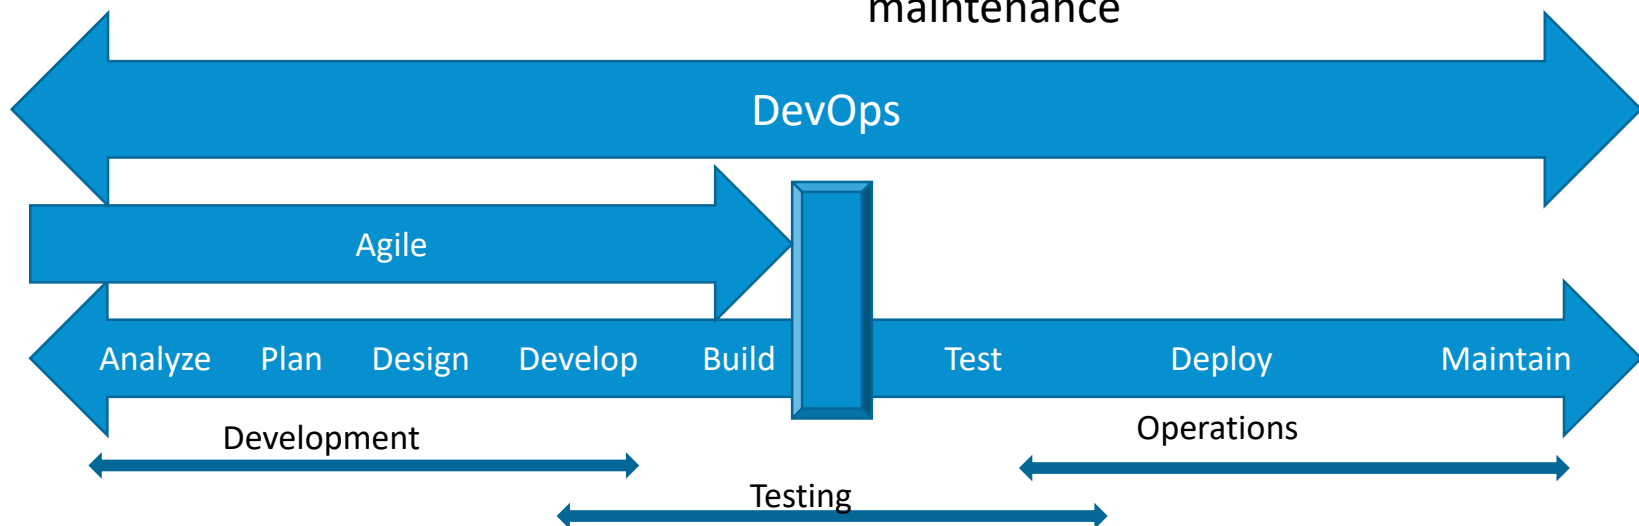 maintenance
DevOps
Agile
Analyze Plan Design Develop Build Test Deploy Maintain
Development
Operations
Testing